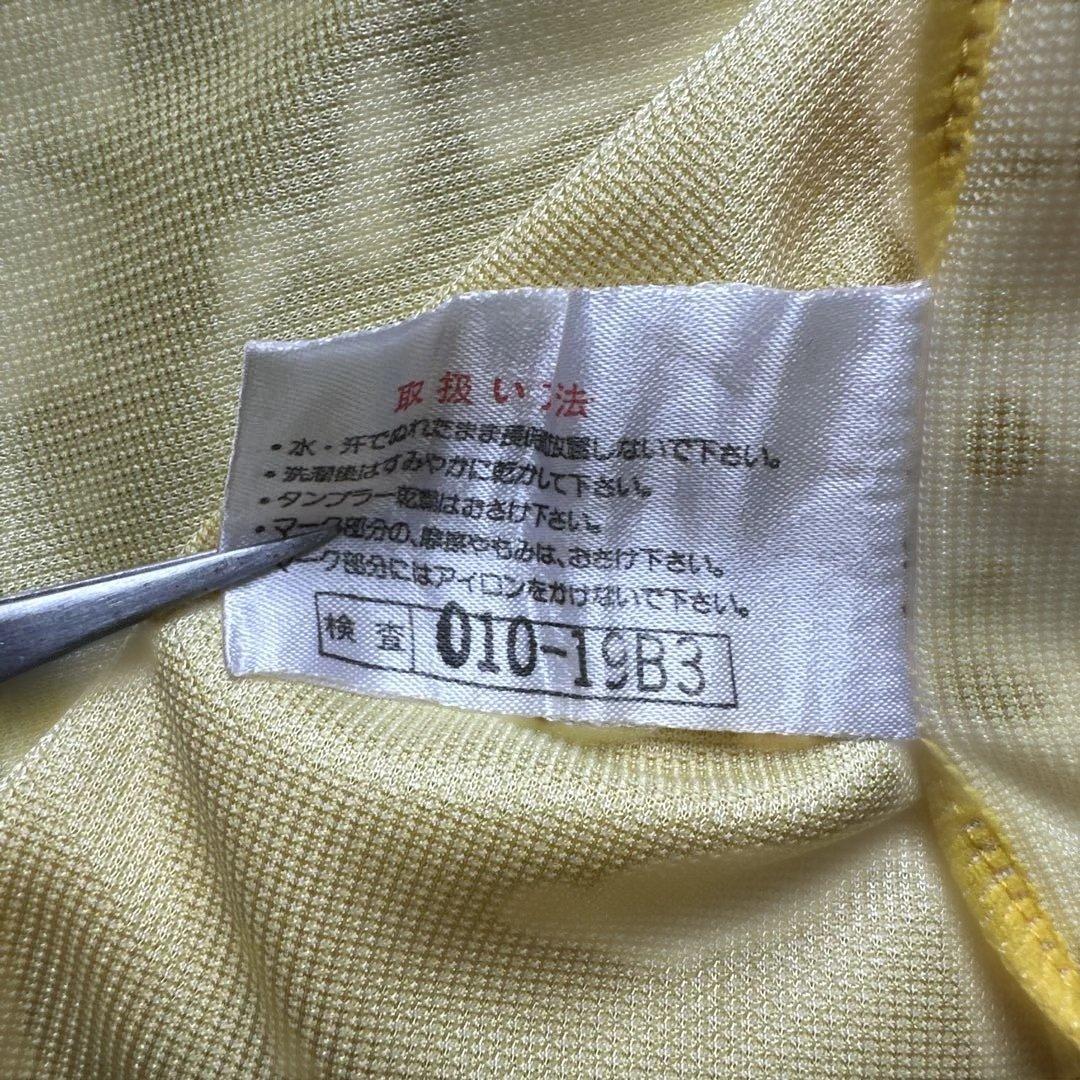 取扱い方法
・水・汗でぬれたまま長時間放置しないで下さい。
・洗濯後はすみやかに乾かして下さい。
・タンブラー乾燥はおさけ下さい。
・マーク部分の、摩擦やもみは、おさけ下さい。
マーク部分にはアイロンをかけないで下さい。
検査 010-19B3